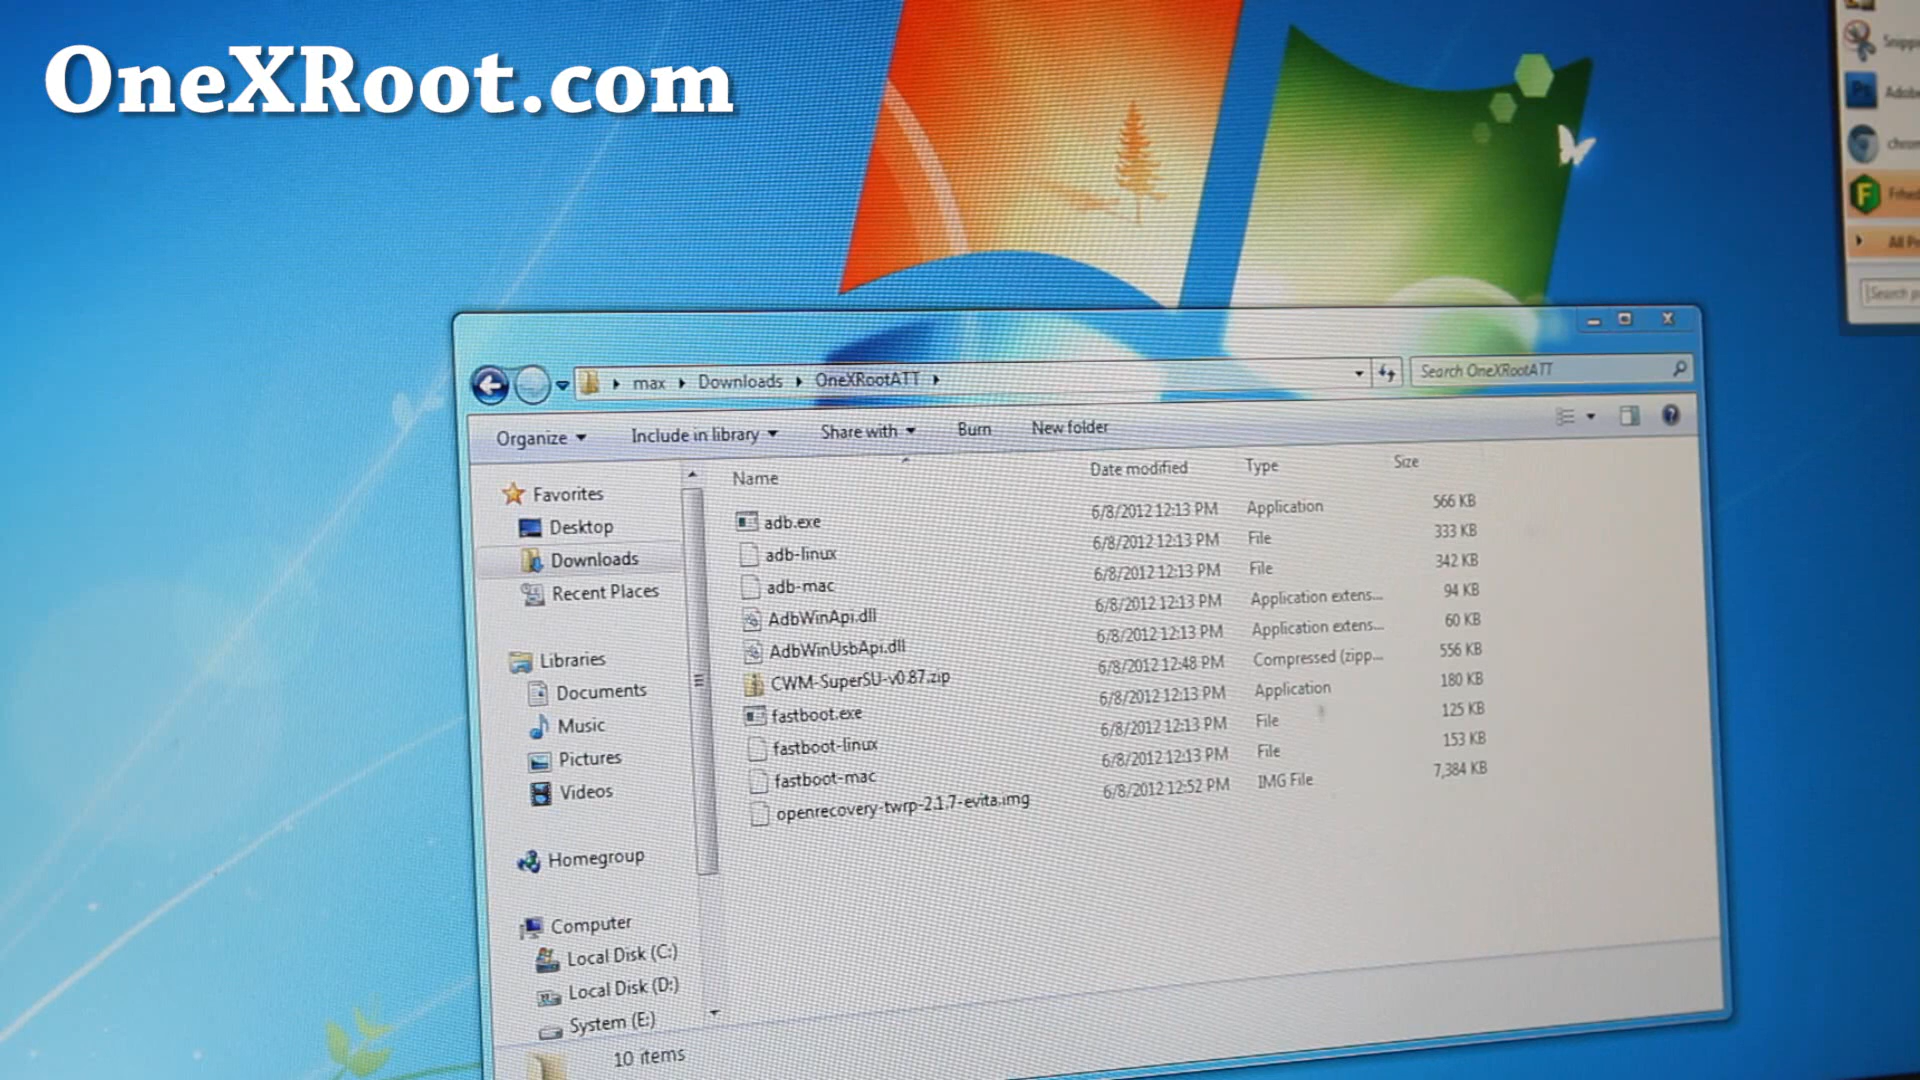 OneXRoot.com
Ps
F
All
max Downloads OneXRootATT
Search OneXRootATT
Organize Include in library Share with Burn New folder
Name Date modified Type Size
Favorites
Desktop
Downloads
Recent Places
Libraries
Documents
Music
Pictures
Videos
Homegroup
Computer
Local Disk (C:)
Local Disk (D:)
System (E:)
adb.exe 6/8/2012 12:13 PM Application 566 KB
adb-linux 6/8/2012 12:13 PM File 333 KB
adb-mac 6/8/2012 12:13 PM File 342 KB
AdbWinApi.dll 6/8/2012 12:13 PM Application extens... 94 KB
AdbWinUsbApi.dll 6/8/2012 12:13 PM Application extens... 60 KB
CWM-SuperSU-v0.87.zip 6/8/2012 12:48 PM Compressed (zipp... 556 KB
fastboot.exe 6/8/2012 12:13 PM Application 180 KB
fastboot-linux 6/8/2012 12:13 PM File 125 KB
fastboot-mac 6/8/2012 12:13 PM File 153 KB
openrecovery-twrp-2.1.7-evita.img 6/8/2012 12:52 PM IMG File 7,384 KB
10 items